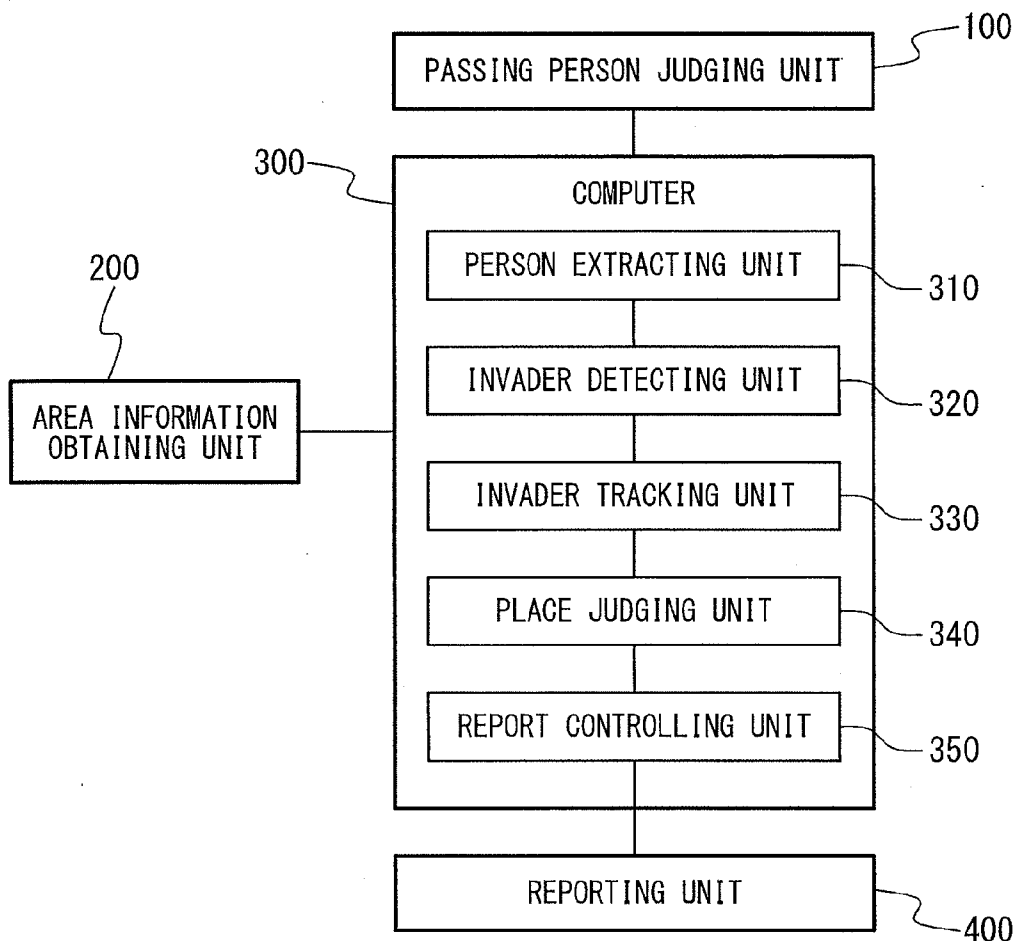 100
PASSING PERSON JUDGING UNIT
300
COMPUTER
PERSON EXTRACTING UNIT
310
200
INVADER DETECTING UNIT
320
AREA INFORMATION
OBTAINING UNIT
INVADER TRACKING UNIT
330
PLACE JUDGING UNIT
340
REPORT CONTROLLING UNIT
350
REPORTING UNIT
400